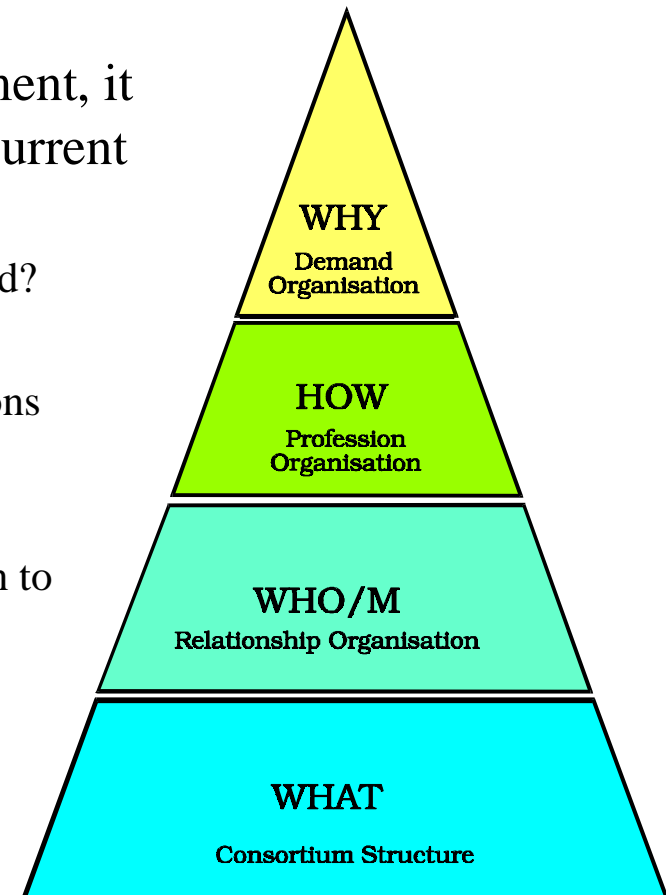 ment, it
urrent
d?
ons
n to
WHY
Demand
Organisation
HOW
Profession
Organisation
WHO/M
Relationship Organisation
WHAT
Consortium Structure